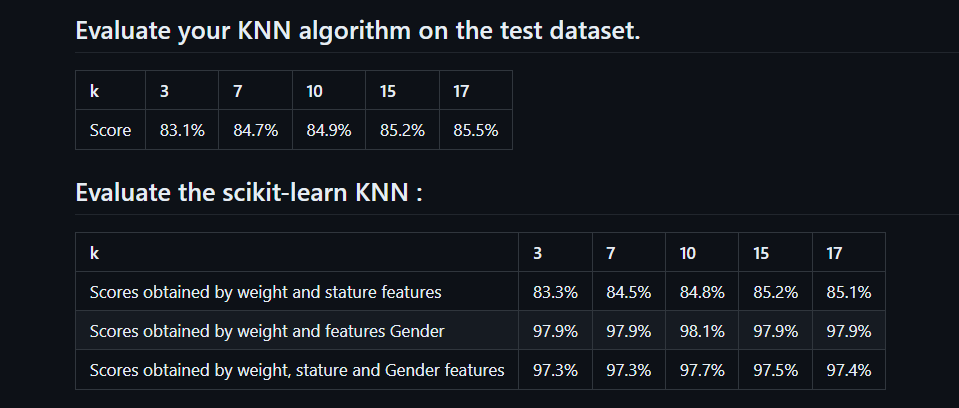 Evaluate your KNN algorithm on the test dataset.
k 3 7 10 15 17
Score 83.1% 84.7% 84.9% 85.2% 85.5%
Evaluate the scikit-learn KNN :
k 3 7 10 15 17
Scores obtained by weight and stature features 83.3% 84.5% 84.8% 85.2% 85.1%
Scores obtained by weight and features Gender 97.9% 97.9% 98.1% 97.9% 97.9%
Scores obtained by weight, stature and Gender features 97.3% 97.3% 97.7% 97.5% 97.4%